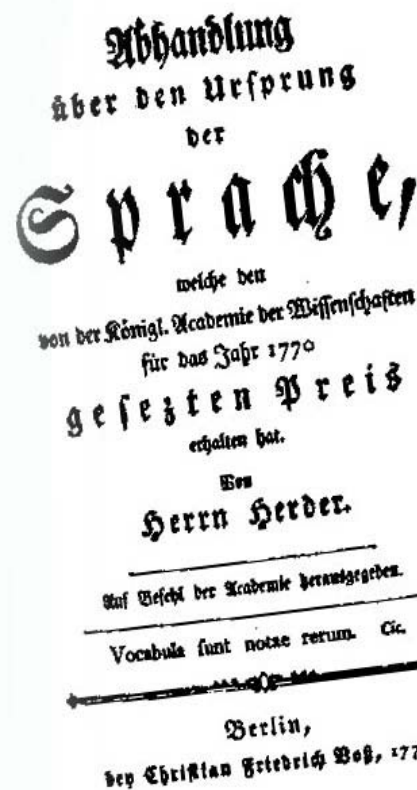 Abhandlung
über den Ursprung
der
Sprache,
welche den
von der Königl. Academie der Wissenschaften
für das Jahr 1770
gesezten Preis
erhalten hat.
Von
Herrn Herder.
Auf Befehl der Academie herausgegeben.
Vocabula sunt notae rerum. Cic.
Berlin,
bey Christian Friedrich Voß, 177